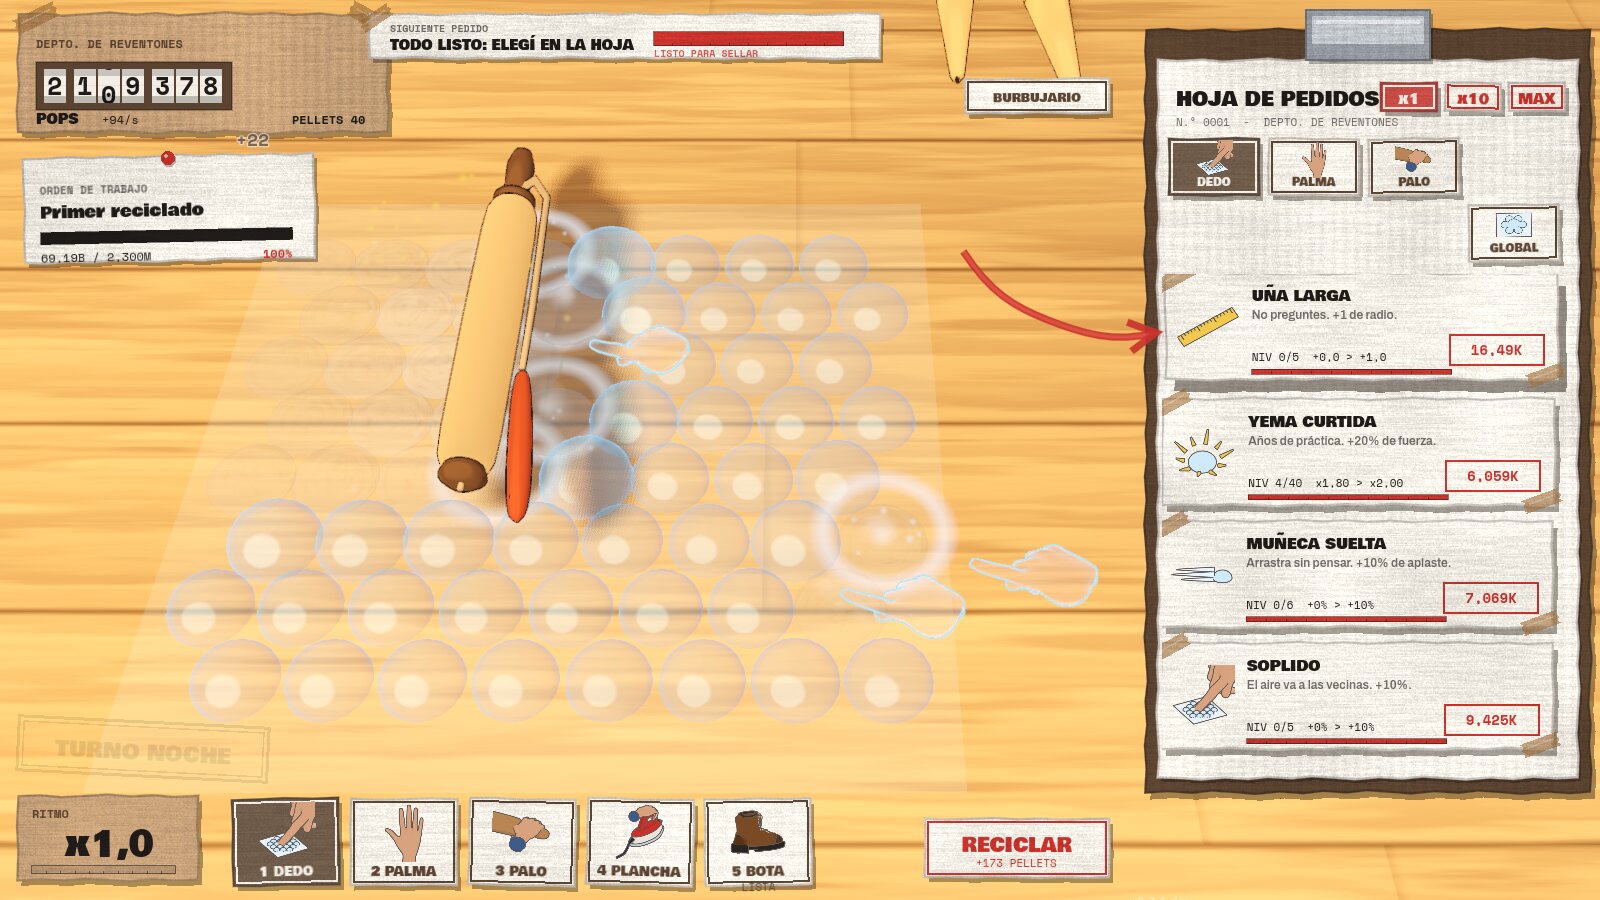 DEPTO. DE REVENTONES
2 109 378
POPS +94/s PELLETS 40
+22
SIGUIENTE PEDIDO
TODO LISTO: ELEGÍ EN LA HOJA
LISTO PARA SELLAR
BURBUJARIO
ORDEN DE TRABAJO
Primer reciclado
69.19B / 2,300M 100%
HOJA DE PEDIDOS
x1 x10 MAX
N.° 0001 - DEPTO. DE REVENTONES
DEDO PALMA PALO
GLOBAL
UÑA LARGA
No preguntes. +1 de radio.
NIV 0/5 +0,0 > +1,0
16,49K
YEMA CURTIDA
Años de práctica. +20% de fuerza.
NIV 4/40 x1,80 > x2,00
6,059K
MUÑECA SUELTA
Arrastra sin pensar. +10% de aplaste.
NIV 0/6 +0% > +10%
7,069K
SOPLIDO
El aire va a las vecinas. +10%.
NIV 0/5 +0% > +10%
9,425K
TURNO NOCHE
RITMO
x1,0
1 DEDO
2 PALMA
3 PALO
4 PLANCHA
5 BOTA
LISTA
RECICLAR
+173 PELLETS